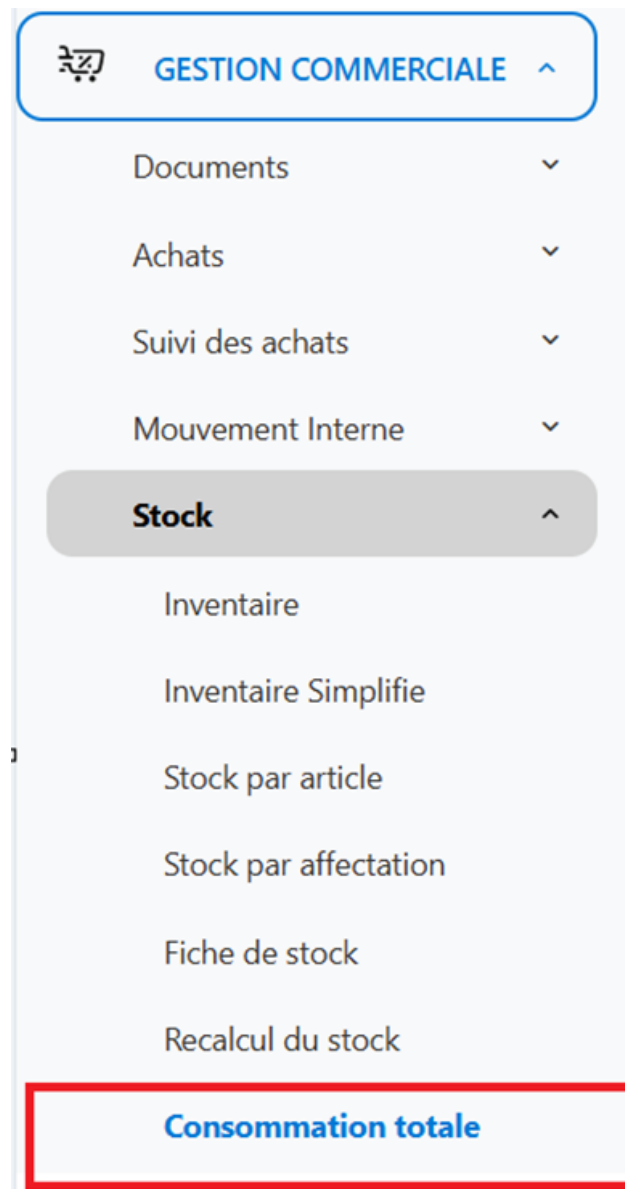 GESTION COMMERCIALE
Documents
Achats
Suivi des achats
Mouvement Interne
Stock
Inventaire
Inventaire Simplifie
Stock par article
Stock par affectation
Fiche de stock
Recalcul du stock
Consommation totale